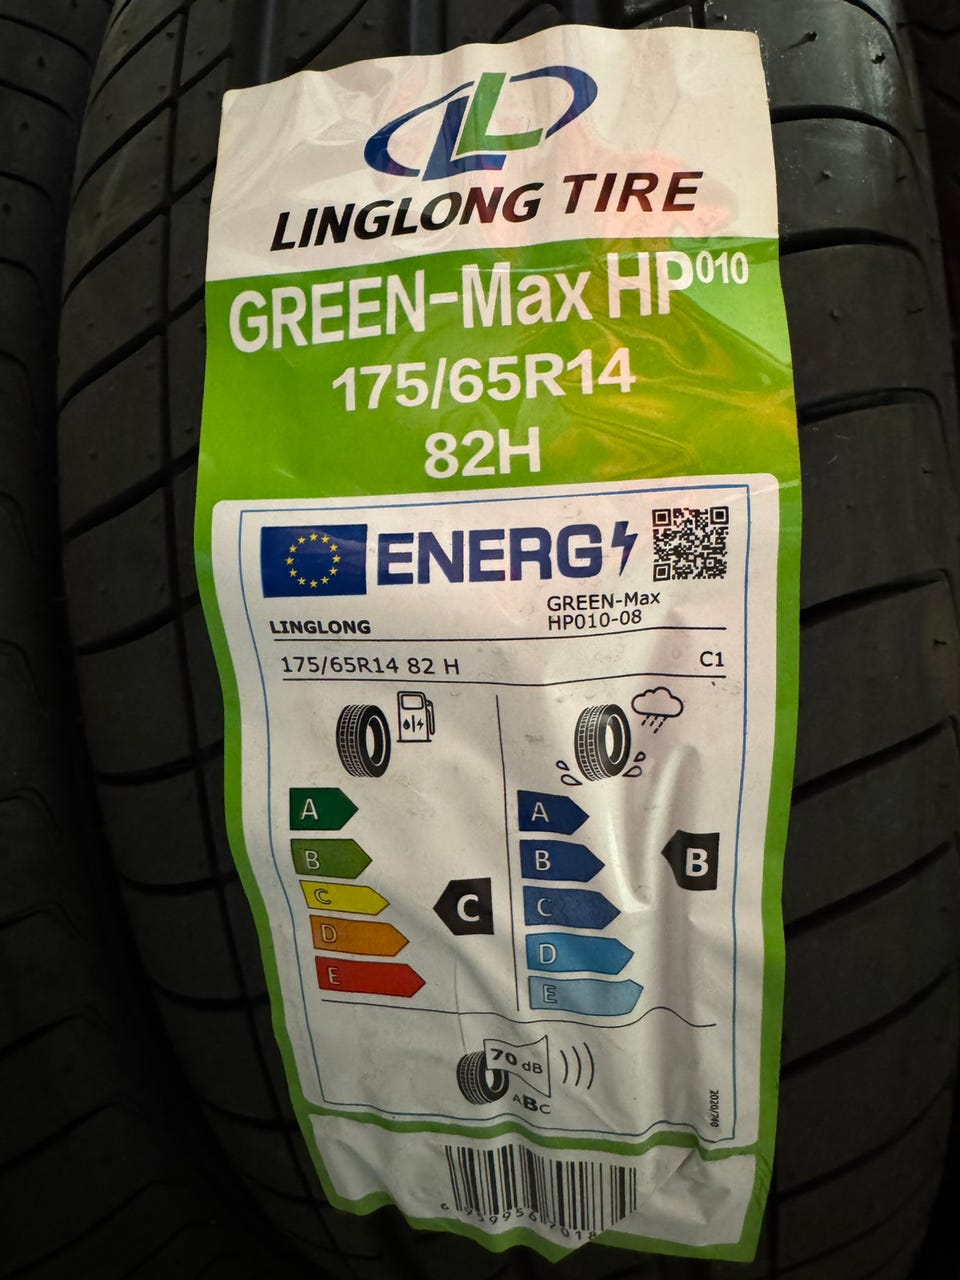 LINGLONG TIRE
GREEN-Max HP010
175/65R14
82H
ENERG
LINGLONG
GREEN-Max
HP010-08
175/65R14 82 H
C1
A
B
C
D
E
C
A
B
C
D
E
B
70 dB
ABC
2020/740